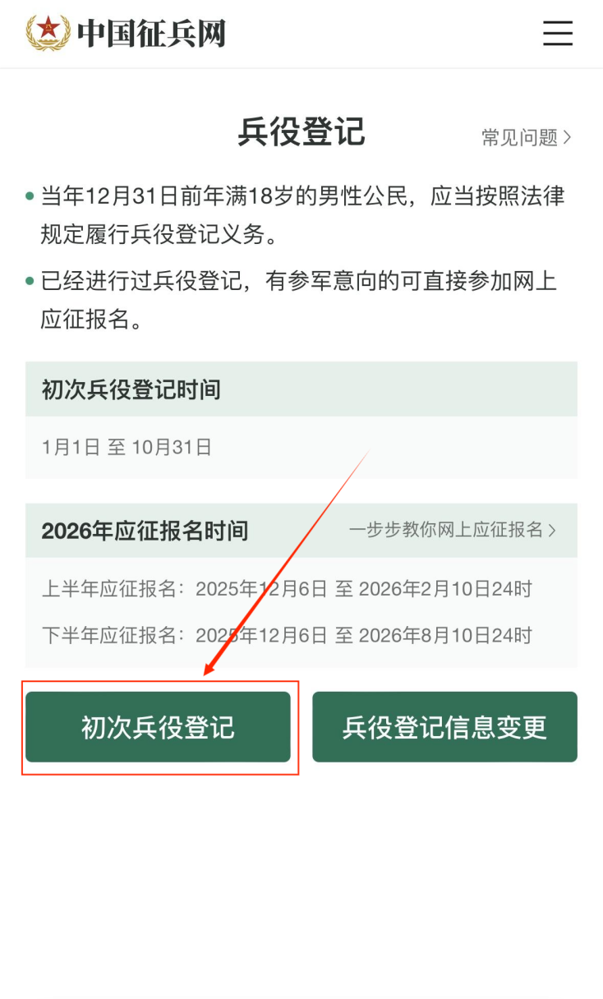 中国征兵网
兵役登记
常见问题 >
当年12月31日前年满18岁的男性公民，应当按照法律
规定履行兵役登记义务。
已经进行过兵役登记，有参军意向的可直接参加网上
应征报名。
初次兵役登记时间
1月1日 至 10月31日
2026年应征报名时间
一步步教你网上应征报名 >
上半年应征报名：2025年12月6日 至 2026年2月10日24时
下半年应征报名：2025年12月6日 至 2026年8月10日24时
初次兵役登记
兵役登记信息变更